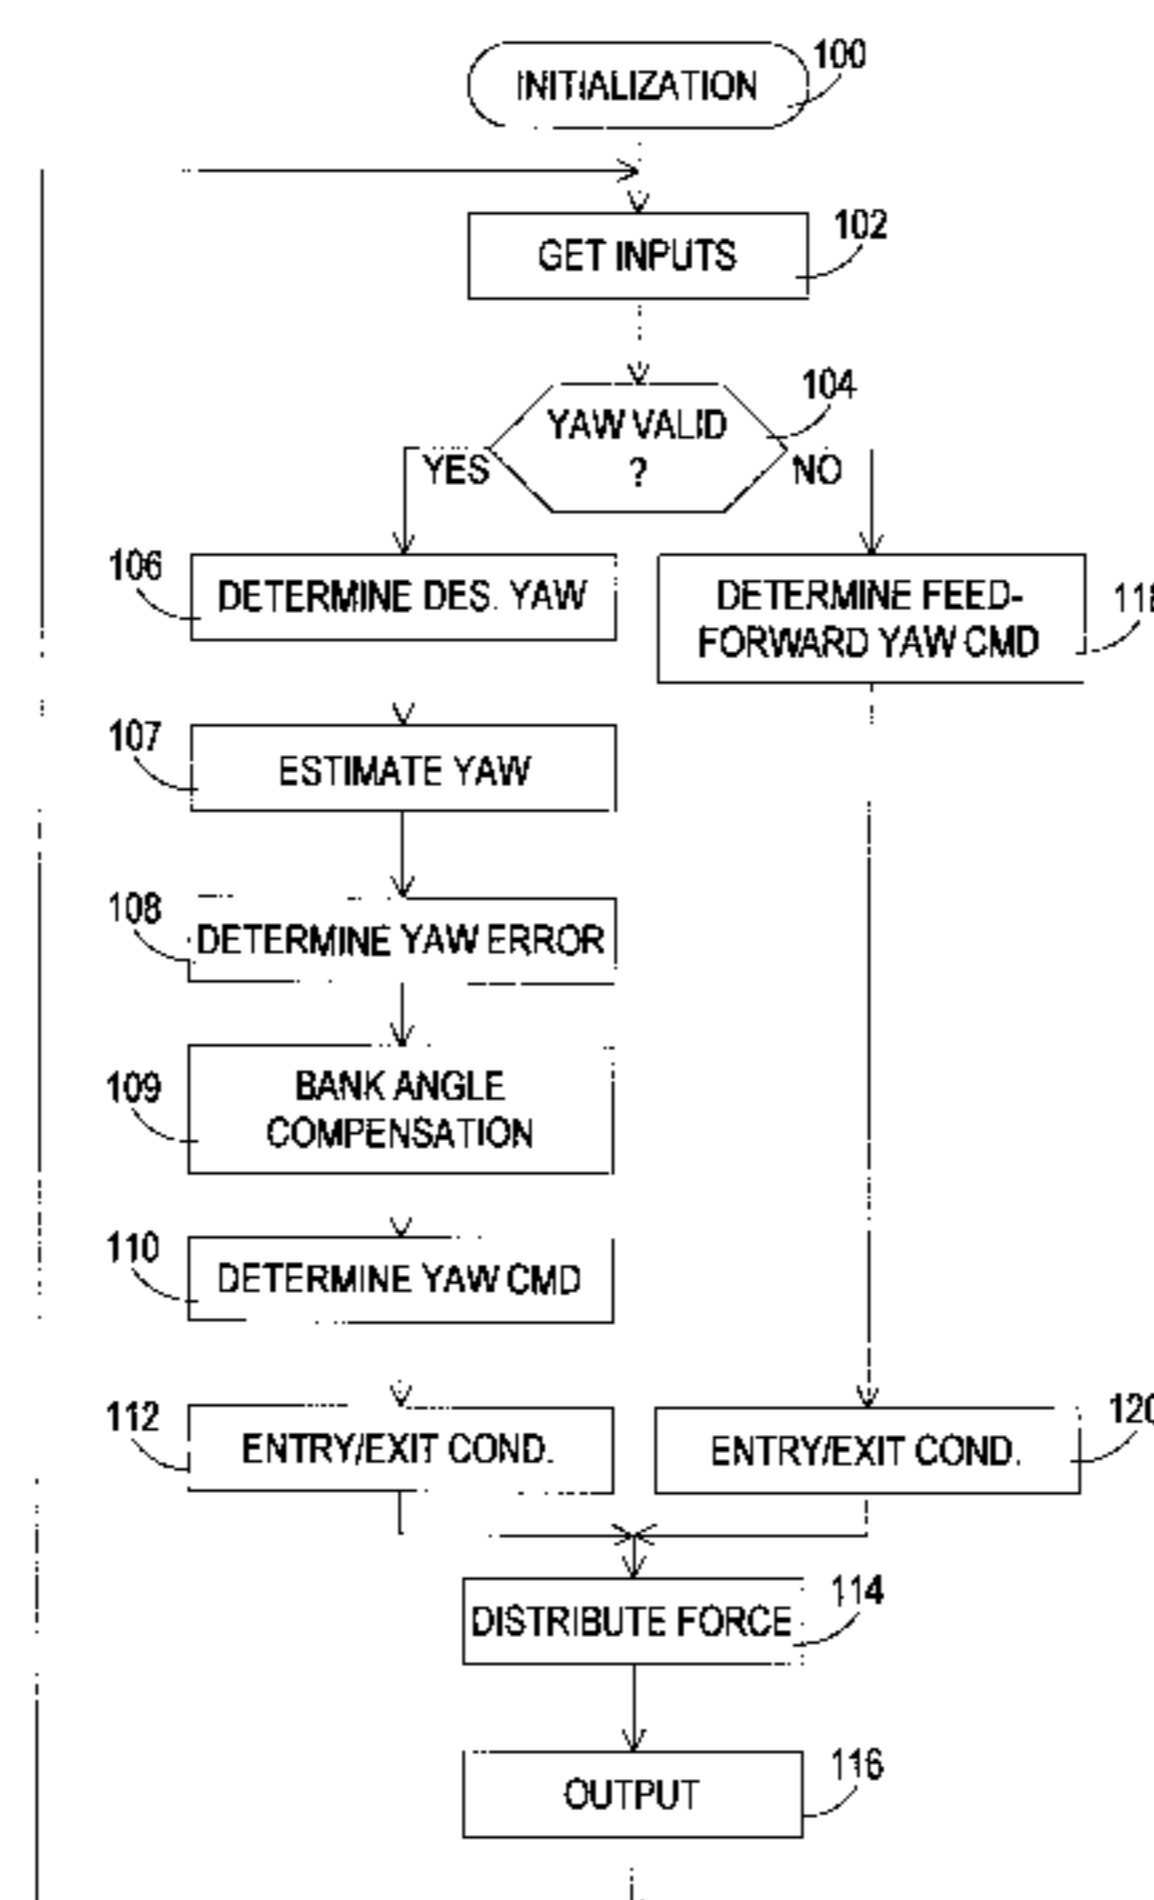 INITIALIZATION
100
GET INPUTS
102
YAW VALID
?
104
YES
NO
106
DETERMINE DES. YAW
DETERMINE FEED-
FORWARD YAW CMD
107
ESTIMATE YAW
108
DETERMINE YAW ERROR
109
BANK ANGLE
COMPENSATION
110
DETERMINE YAW CMD
112
ENTRY/EXIT COND.
ENTRY/EXIT COND.
120
DISTRIBUTE FORCE
114
OUTPUT
116